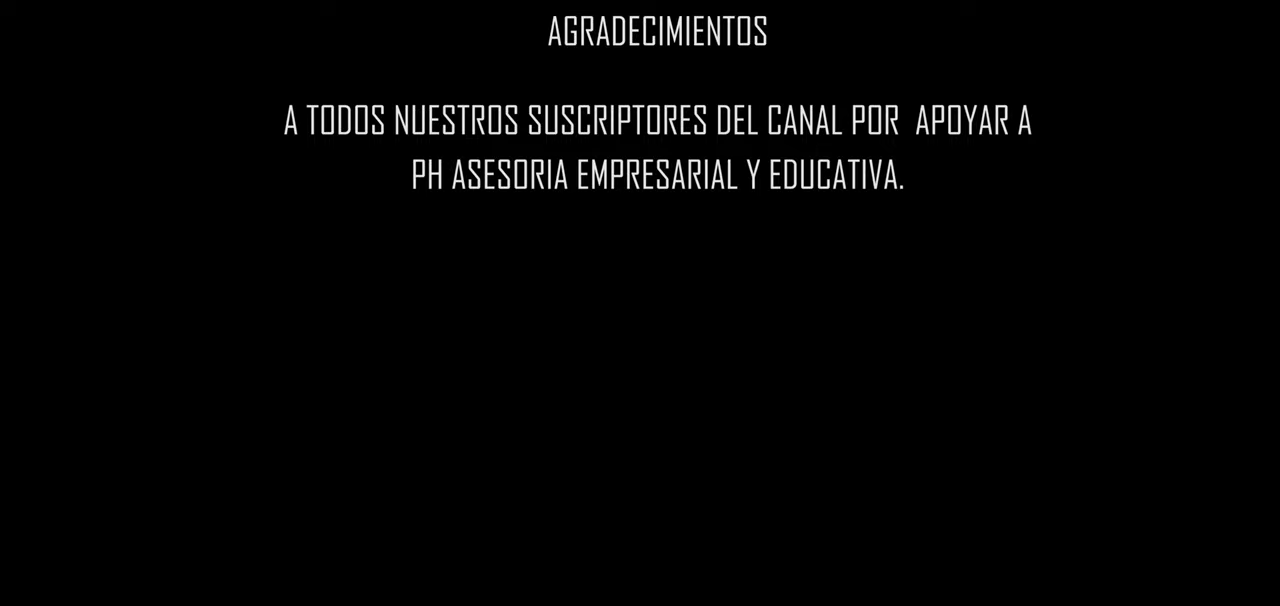 AGRADECIMIENTOS
A TODOS NUESTROS SUSCRIPTORES DEL CANAL POR  APOYAR A
PH ASESORIA EMPRESARIAL Y EDUCATIVA.